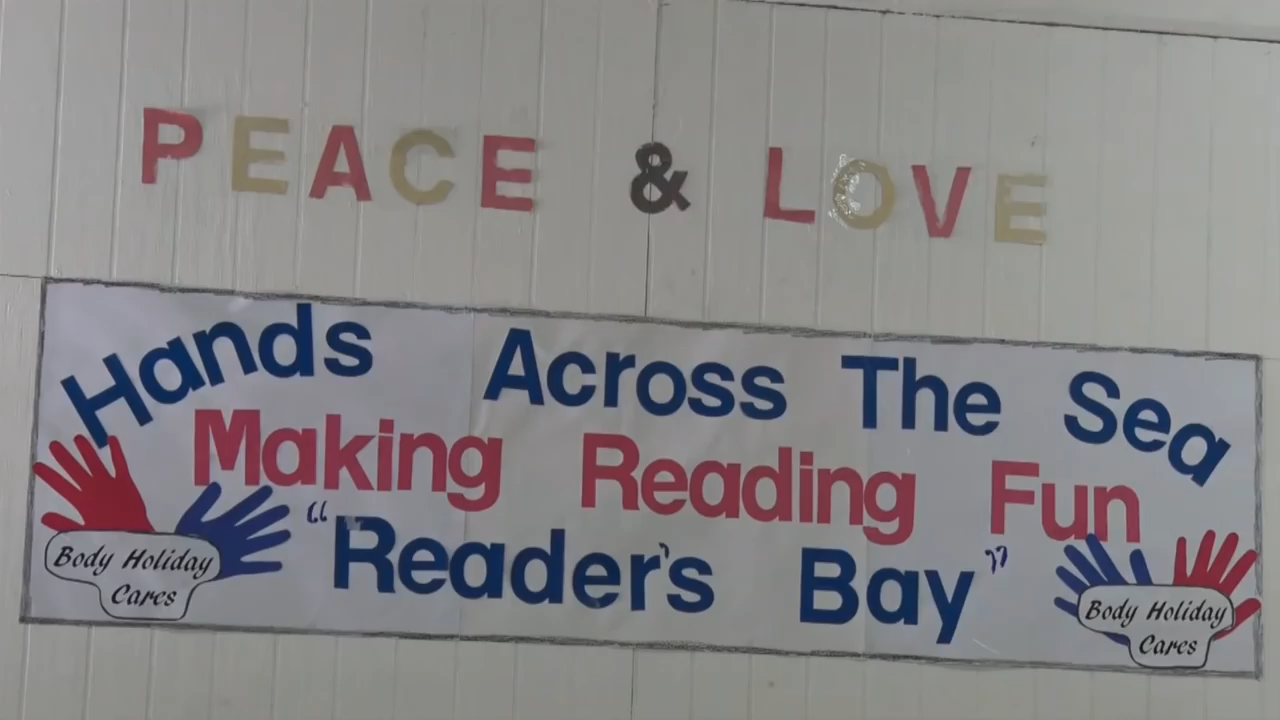 PEACE & LOVE
Hands Across The Sea
Making Reading Fun
"Reader's Bay"
Body Holiday
Cares
Body Holiday
Cares